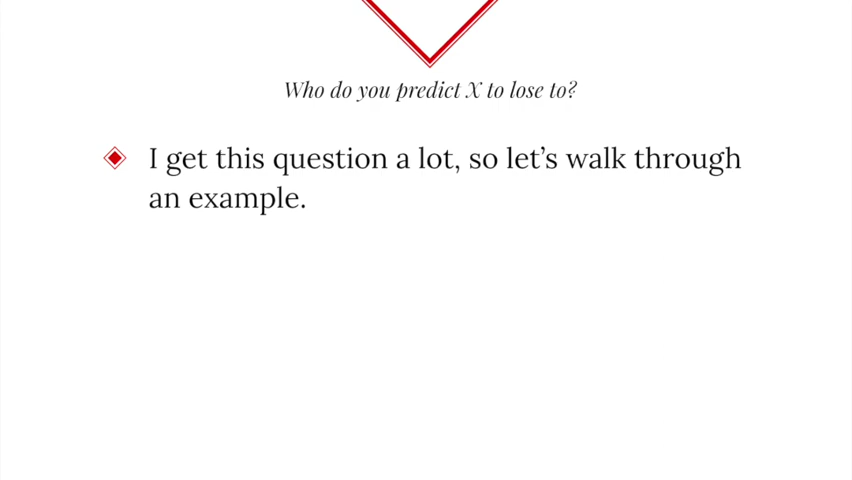 Who do you predict X to lose to?
I get this question a lot, so let’s walk through
an example.